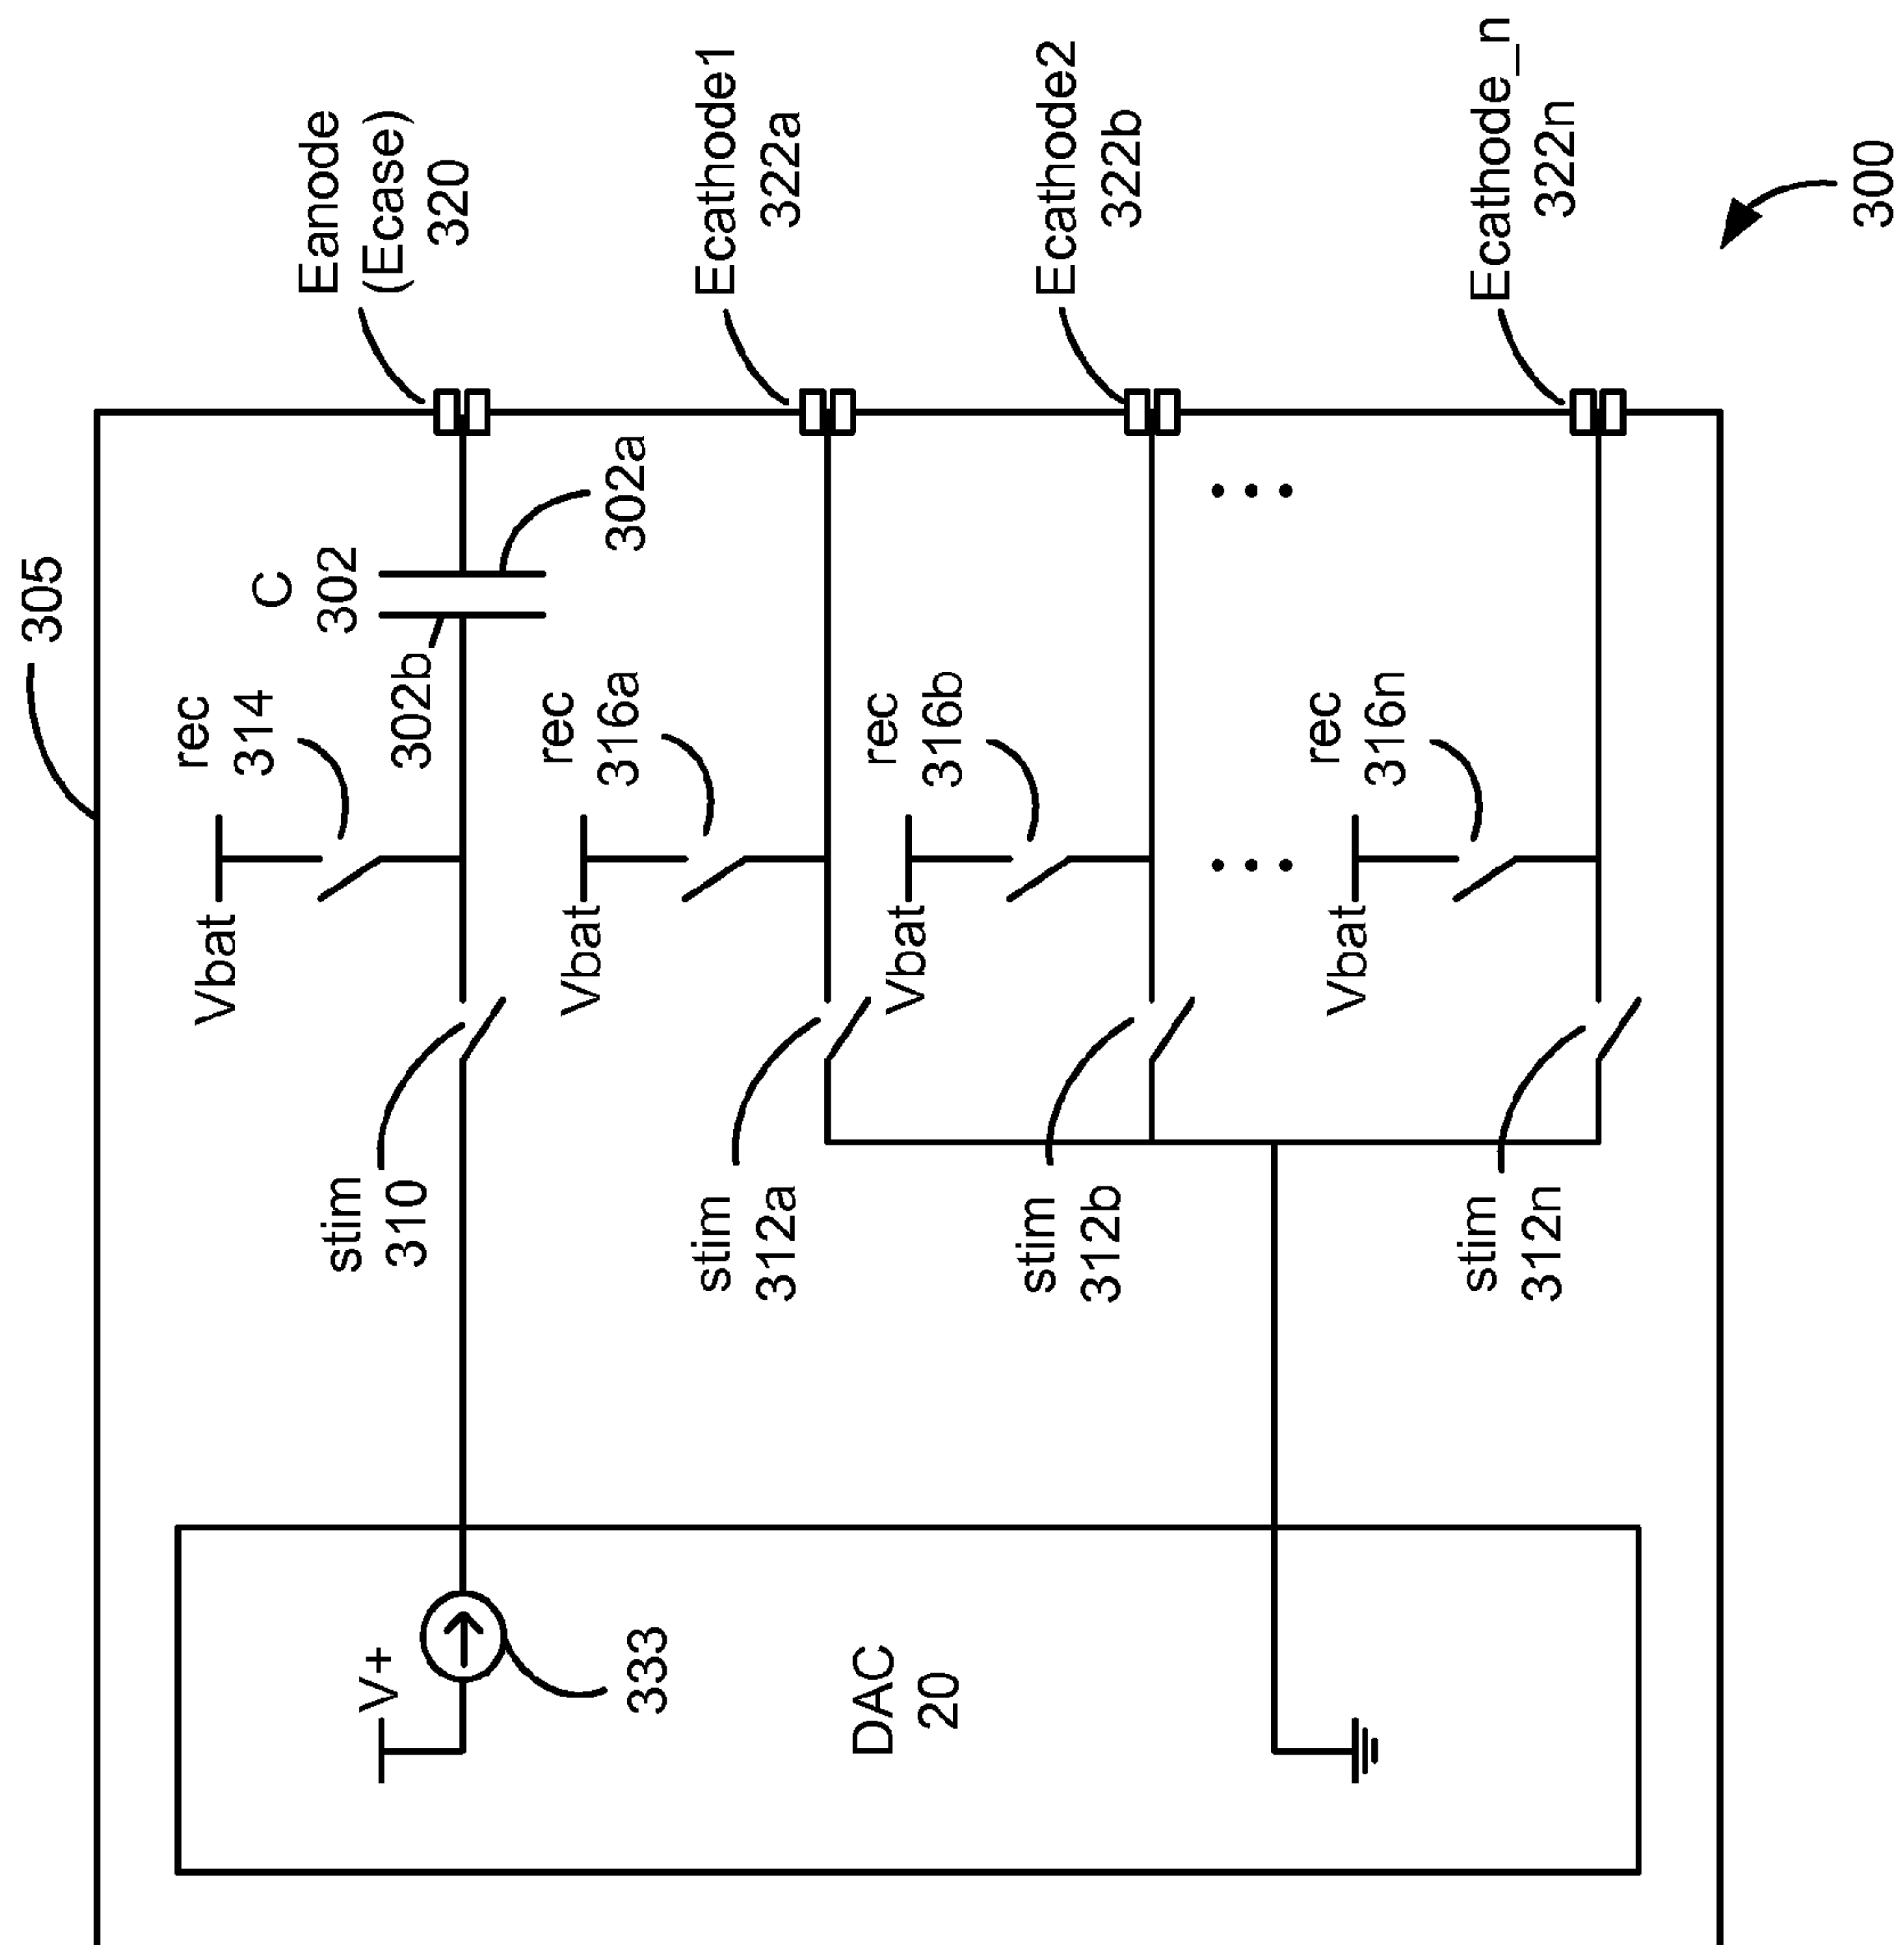 305
Vbat
rec
314
C
302
302b
302a
Eanode
(Ecase)
320
stim
310
V+
333
Vbat
rec
316a
Ecathode1
322a
stim
312a
DAC
20
Vbat
rec
316b
Ecathode2
322b
stim
312b
Vbat
rec
316n
Ecathode_n
322n
stim
312n
300